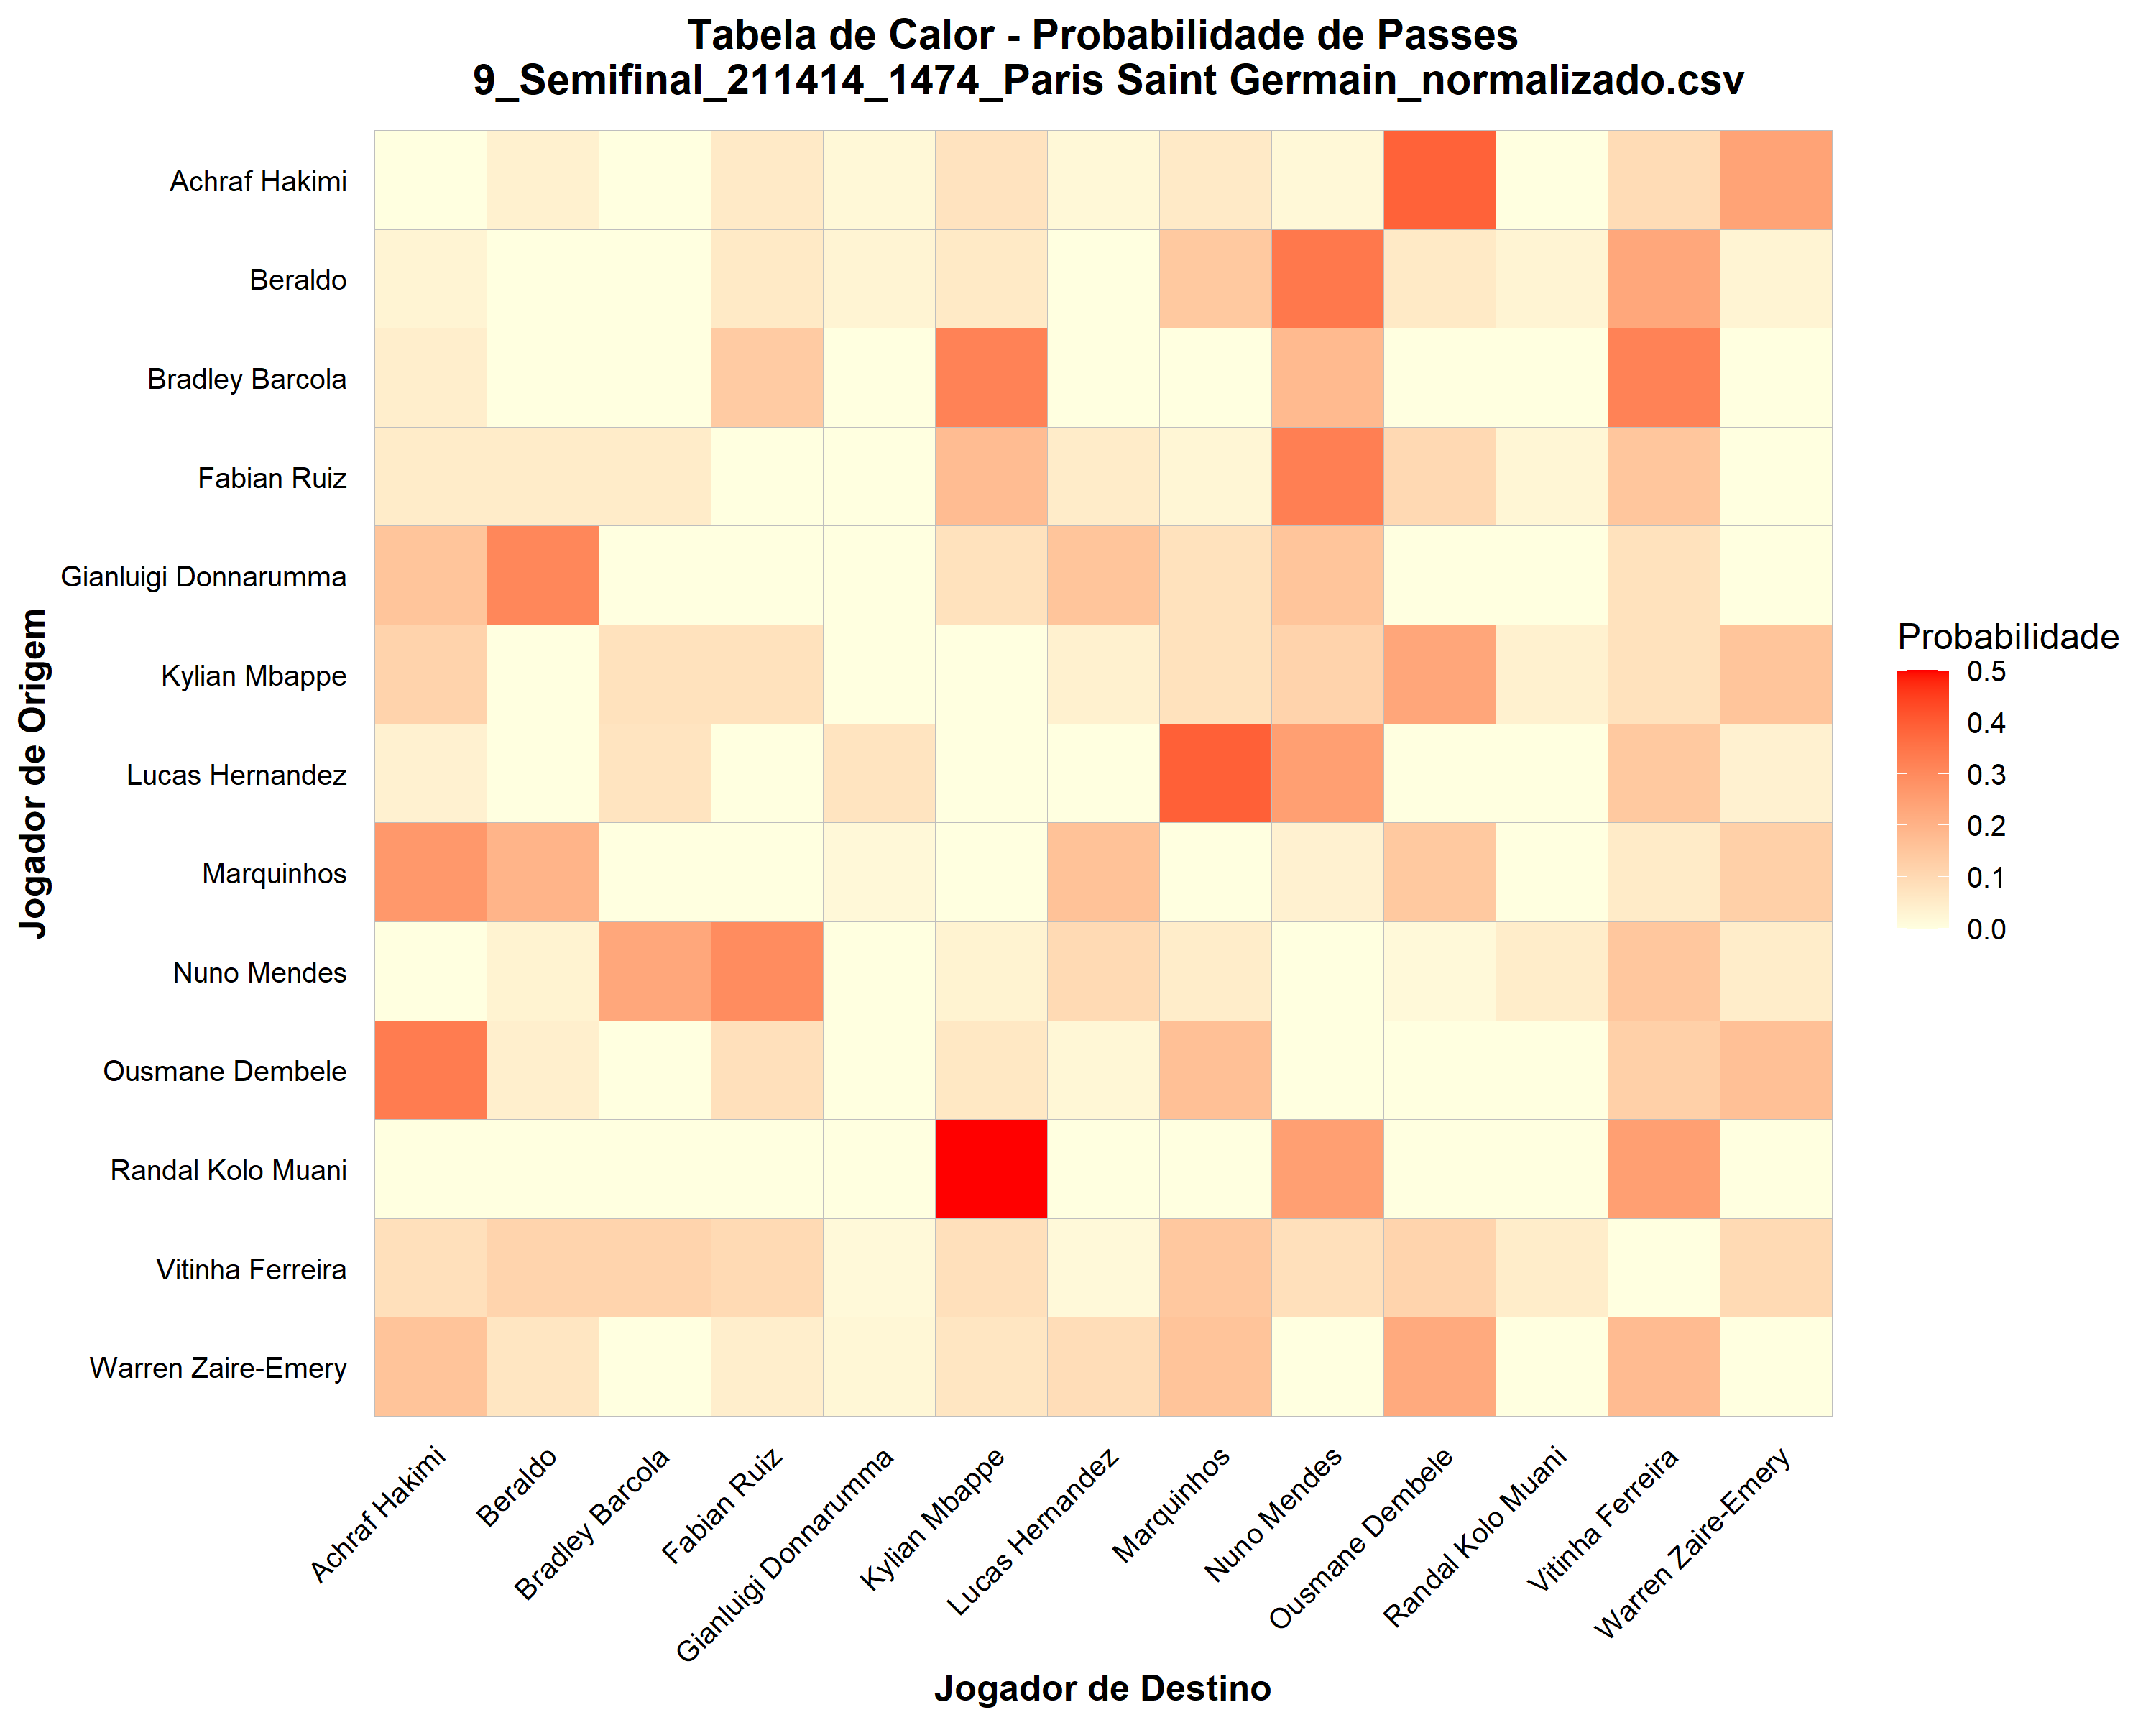 Tabela de Calor - Probabilidade de Passes
9_Semifinal_211414_1474_Paris Saint Germain_normalizado.csv
Jogador de Origem
Achraf Hakimi
Beraldo
Bradley Barcola
Fabian Ruiz
Gianluigi Donnarumma
Kylian Mbappe
Lucas Hernandez
Marquinhos
Nuno Mendes
Ousmane Dembele
Randal Kolo Muani
Vitinha Ferreira
Warren Zaire-Emery
Achraf Hakimi
Beraldo
Bradley Barcola
Fabian Ruiz
Gianluigi Donnarumma
Kylian Mbappe
Lucas Hernandez
Marquinhos
Nuno Mendes
Ousmane Dembele
Randal Kolo Muani
Vitinha Ferreira
Warren Zaire-Emery
Jogador de Destino
Probabilidade
0.5
0.4
0.3
0.2
0.1
0.0